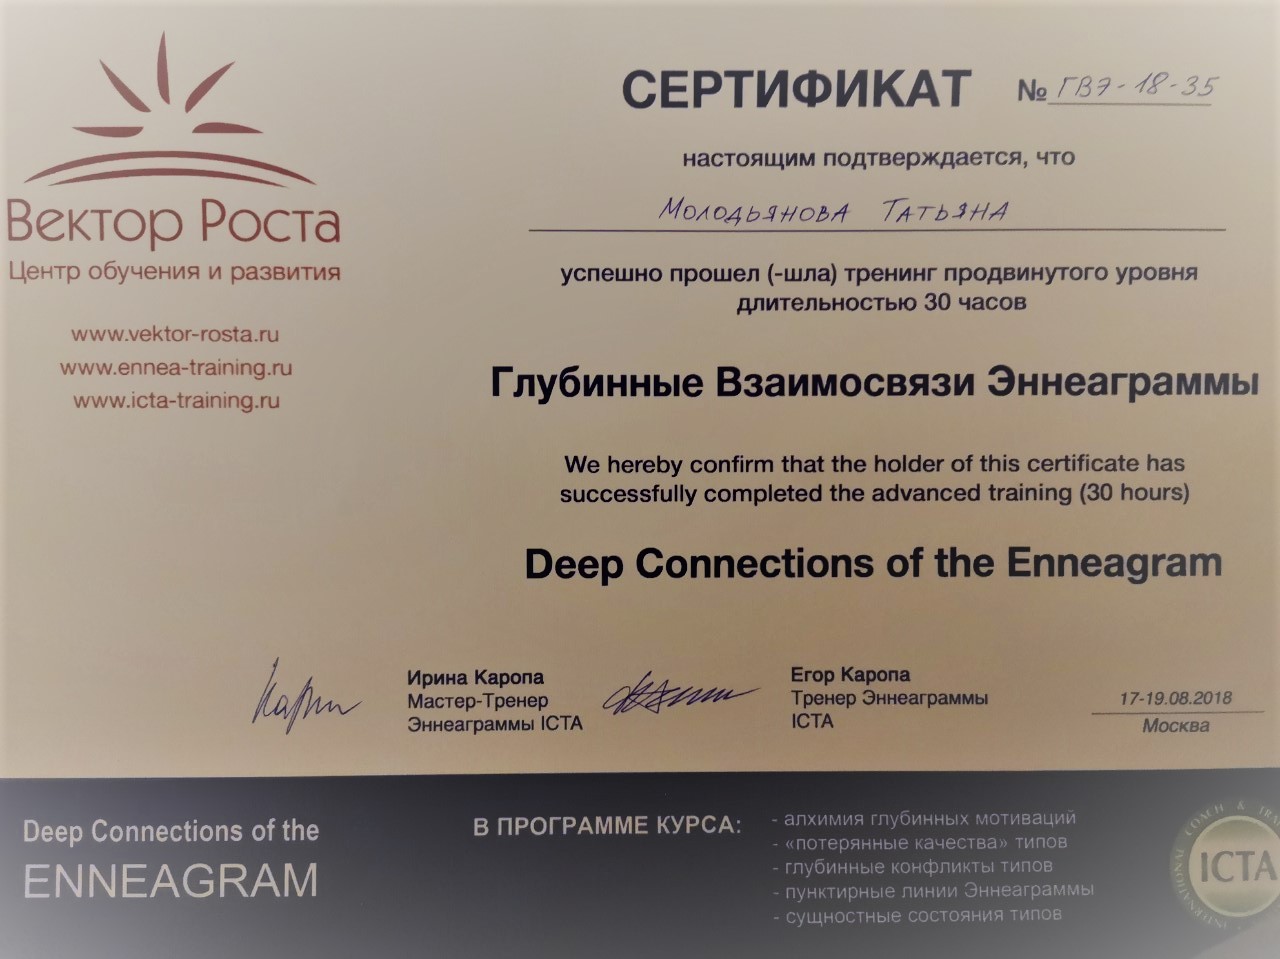 Вектор Роста
Центр обучения и развития
www.vektor-rosta.ru
www.ennea-training.ru
www.icta-training.ru
СЕРТИФИКАТ № ГВЭ-18-35
настоящим подтверждается, что
Молодьянова Татьяна
успешно прошел (-шла) тренинг продвинутого уровня
длительностью 30 часов
Глубинные Взаимосвязи Эннеаграммы
We hereby confirm that the holder of this certificate has
successfully completed the advanced training (30 hours)
Deep Connections of the Enneagram
Ирина Каропа
Мастер-Тренер
Эннеаграммы ICTA
Егор Каропа
Тренер Эннеаграммы
ICTA
17-19.08.2018
Москва
Deep Connections of the
ENNEAGRAM
В ПРОГРАММЕ КУРСА:
- алхимия глубинных мотиваций
- «потерянные качества» типов
- глубинные конфликты типов
- пунктирные линии Эннеаграммы
- сущностные состояния типов
INTERNATIONAL COACH &
ICTA